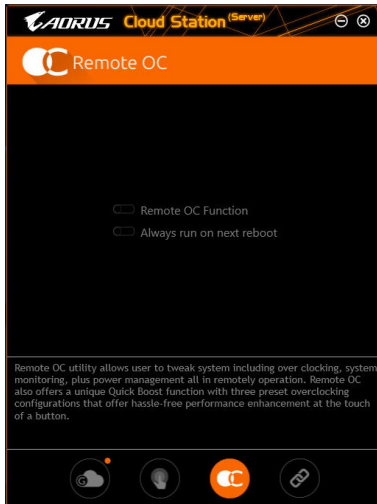 AORUS Cloud Station (Server)
Remote OC
Remote OC Function
Always run on next reboot
Remote OC utility allows user to tweak system including over clocking, system
monitoring, plus power management all in remotely operation. Remote OC
also offers a unique Quick Boost function with three preset overclocking
configurations that offer hassle-free performance enhancement at the touch
of a button.
G